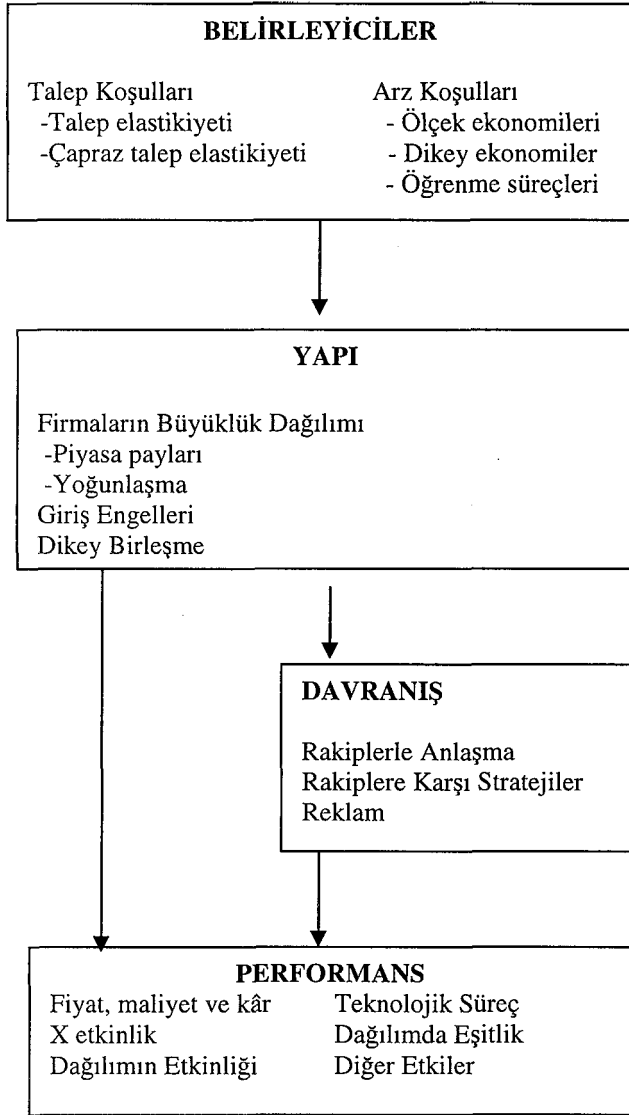 BELİRLEYİCİLER
Talep Koşulları
-Talep elastikiyeti
-Çapraz talep elastikiyeti
Arz Koşulları
- Ölçek ekonomileri
- Dikey ekonomiler
- Öğrenme süreçleri
YAPI
Firmaların Büyüklük Dağılımı
-Piyasa payları
-Yoğunlaşma
Giriş Engelleri
Dikey Birleşme
DAVRANIŞ
Rakiplerle Anlaşma
Rakiplere Karşı Stratejiler
Reklam
PERFORMANS
Fiyat, maliyet ve kâr
X etkinlik
Dağılımın Etkinliği
Teknolojik Süreç
Dağılımda Eşitlik
Diğer Etkiler